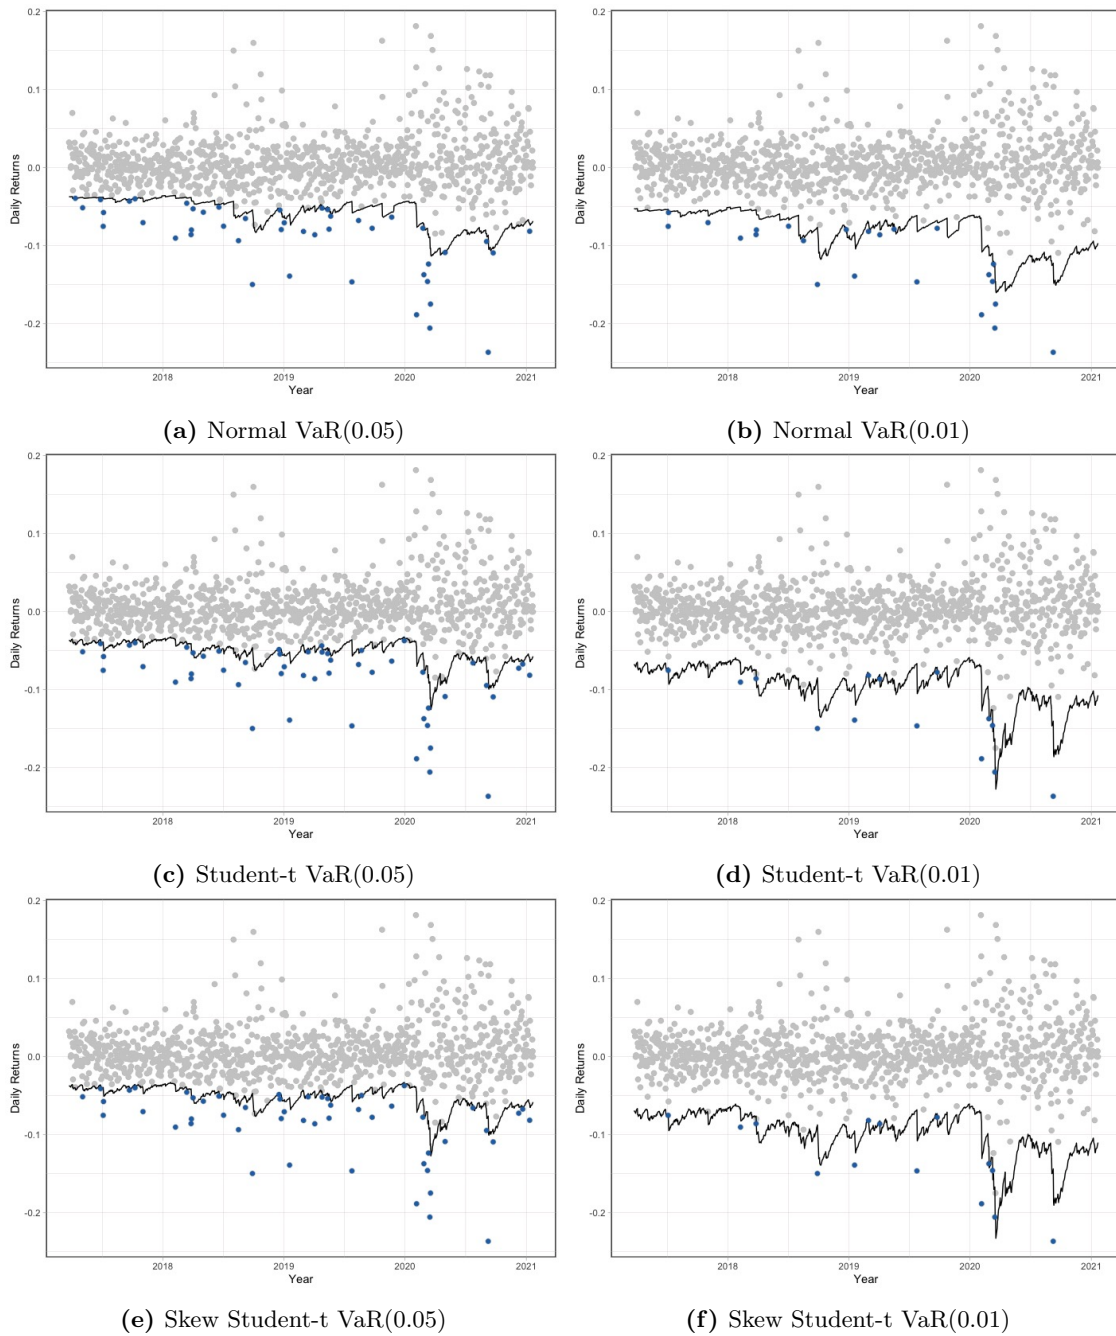 0.2
0.1
0.0
-0.1
-0.2
Daily Returns
2018 2019 2020 2021
Year
(a) Normal VaR(0.05)
0.2
0.1
0.0
-0.1
-0.2
Daily Returns
2018 2019 2020 2021
Year
(b) Normal VaR(0.01)
0.2
0.1
0.0
-0.1
-0.2
Daily Returns
2018 2019 2020 2021
Year
(c) Student-t VaR(0.05)
0.2
0.1
0.0
-0.1
-0.2
Daily Returns
2018 2019 2020 2021
Year
(d) Student-t VaR(0.01)
0.2
0.1
0.0
-0.1
-0.2
Daily Returns
2018 2019 2020 2021
Year
(e) Skew Student-t VaR(0.05)
0.2
0.1
0.0
-0.1
-0.2
Daily Returns
2018 2019 2020 2021
Year
(f) Skew Student-t VaR(0.01)